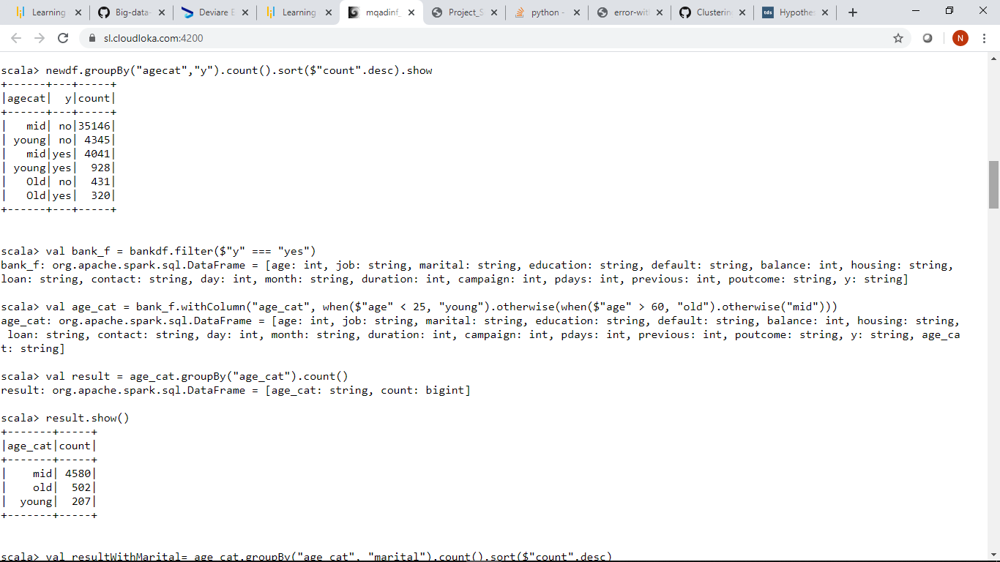 Learning
Big-data-
Deviare E
Learning
mqadinf_
Project_S
python -
error-with
Clustering
tds Hypothes
sl.cloudloka.com:4200
N
scala> newdf.groupBy("agecat","y").count().sort($"count".desc).show
+------+---+-----+
|agecat|  y|count|
+------+---+-----+
|   mid| no|35146|
| young| no| 4345|
|   mid|yes| 4041|
| young|yes|  928|
|   Old| no|  431|
|   Old|yes|  320|
+------+---+-----+
scala> val bank_f = bankdf.filter($"y" === "yes")
bank_f: org.apache.spark.sql.DataFrame = [age: int, job: string, marital: string, education: string, default: string, balance: int, housing: string,
loan: string, contact: string, day: int, month: string, duration: int, campaign: int, pdays: int, previous: int, poutcome: string, y: string]
scala> val age_cat = bank_f.withColumn("age_cat", when($"age" < 25, "young").otherwise(when($"age" > 60, "old").otherwise("mid")))
age_cat: org.apache.spark.sql.DataFrame = [age: int, job: string, marital: string, education: string, default: string, balance: int, housing: string,
 loan: string, contact: string, day: int, month: string, duration: int, campaign: int, pdays: int, previous: int, poutcome: string, y: string, age_ca
t: string]
scala> val result = age_cat.groupBy("age_cat").count()
result: org.apache.spark.sql.DataFrame = [age_cat: string, count: bigint]
scala> result.show()
+-------+-----+
|age_cat|count|
+-------+-----+
|    mid| 4580|
|    old|  502|
|  young|  207|
+-------+-----+
scala> val resultWithMarital= age_cat.groupBy("age_cat", "marital").count().sort($"count".desc)